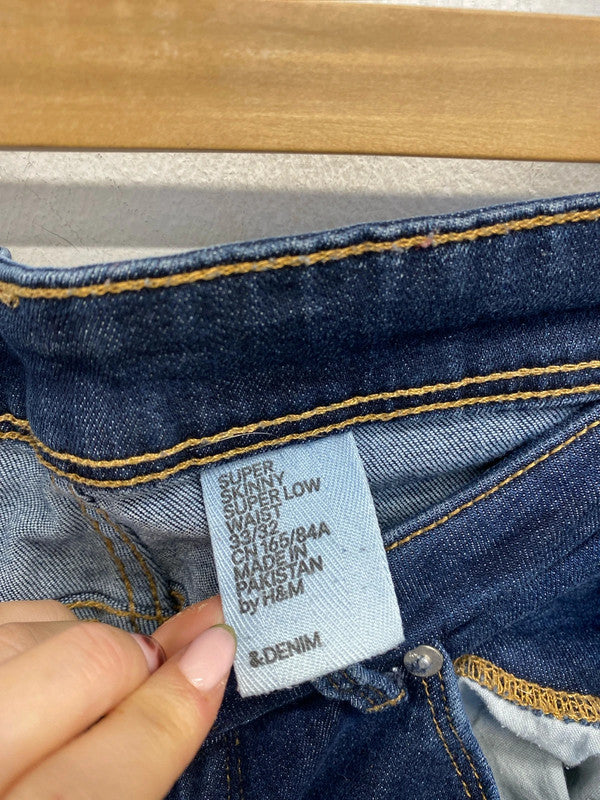 SUPER
SKINNY
SUPER LOW
WAIST
33/32
CN 165/84A
MADE IN
PAKISTAN
by H&M
&DENIM